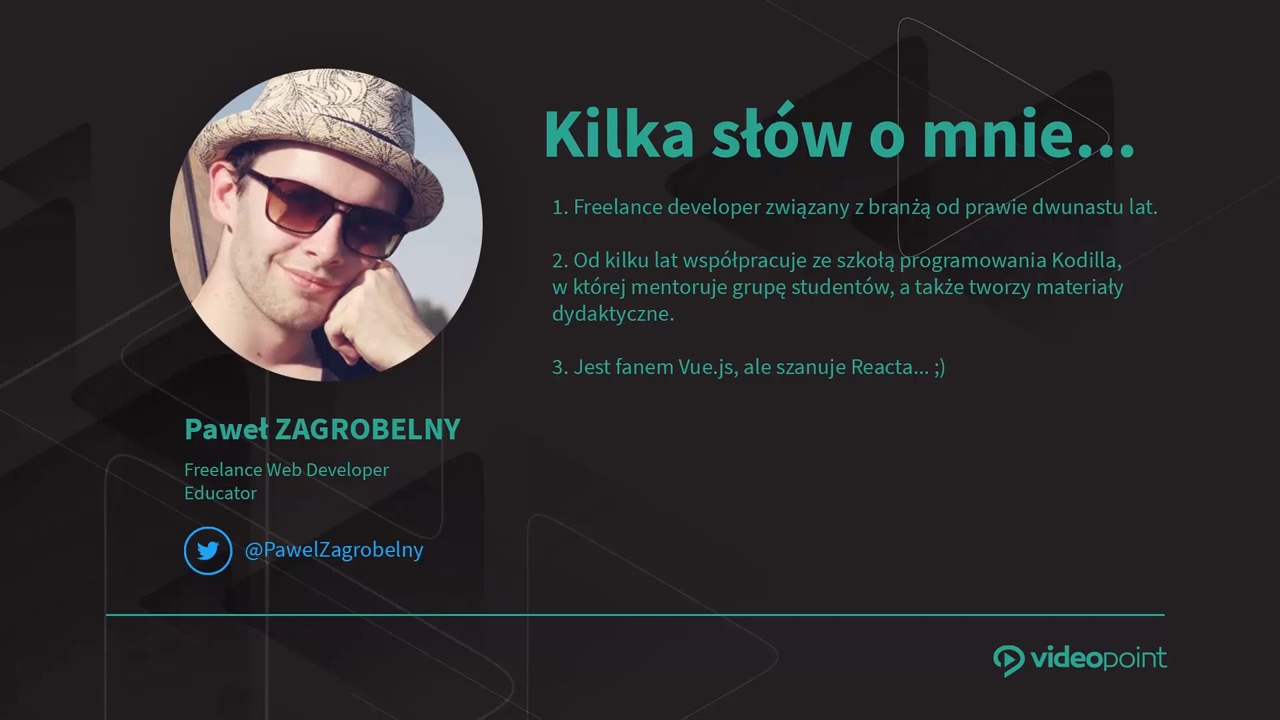 Kilka słów o mnie...
1. Freelance developer związany z branżą od prawie dwunastu lat.
2. Od kilku lat współpracuje ze szkołą programowania Kodilla,
w której mentoruje grupę studentów, a także tworzy materiały
dydaktyczne.
3. Jest fanem Vue.js, ale szanuje Reacta... ;)
Paweł ZAGROBELNY
Freelance Web Developer
Educator
@PawelZagrobelny
videopoint